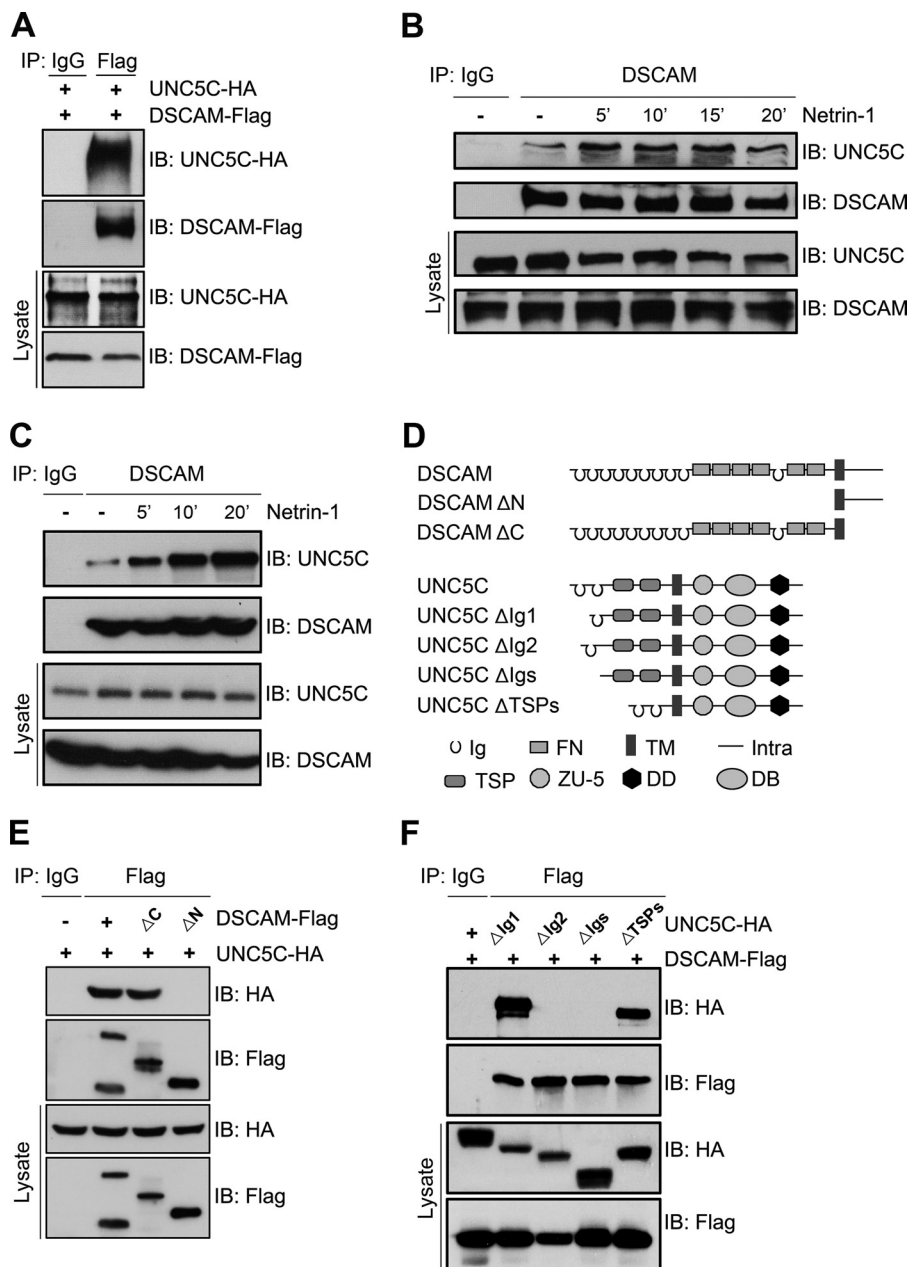 A
IP: IgG Flag
+ + UNC5C-HA
+ + DSCAM-Flag
IB: UNC5C-HA
IB: DSCAM-Flag
Lysate
IB: UNC5C-HA
IB: DSCAM-Flag
B
IP: IgG DSCAM
- - 5' 10' 15' 20' Netrin-1
IB: UNC5C
IB: DSCAM
Lysate
IB: UNC5C
IB: DSCAM
C
IP: IgG DSCAM
- - 5' 10' 20' Netrin-1
IB: UNC5C
IB: DSCAM
Lysate
IB: UNC5C
IB: DSCAM
D
DSCAM
DSCAM ΔN
DSCAM ΔC
UNC5C
UNC5C ΔIg1
UNC5C ΔIg2
UNC5C ΔIgs
UNC5C ΔTSPs
Ig FN TM Intra
TSP ZU-5 DD DB
E
IP: IgG Flag
- + ΔC ΔN DSCAM-Flag
+ + + + UNC5C-HA
IB: HA
IB: Flag
Lysate
IB: HA
IB: Flag
F
IP: IgG Flag
+ ΔIg1 ΔIg2 ΔIgs ΔTSPs UNC5C-HA
+ + + + + DSCAM-Flag
IB: HA
IB: Flag
Lysate
IB: HA
IB: Flag